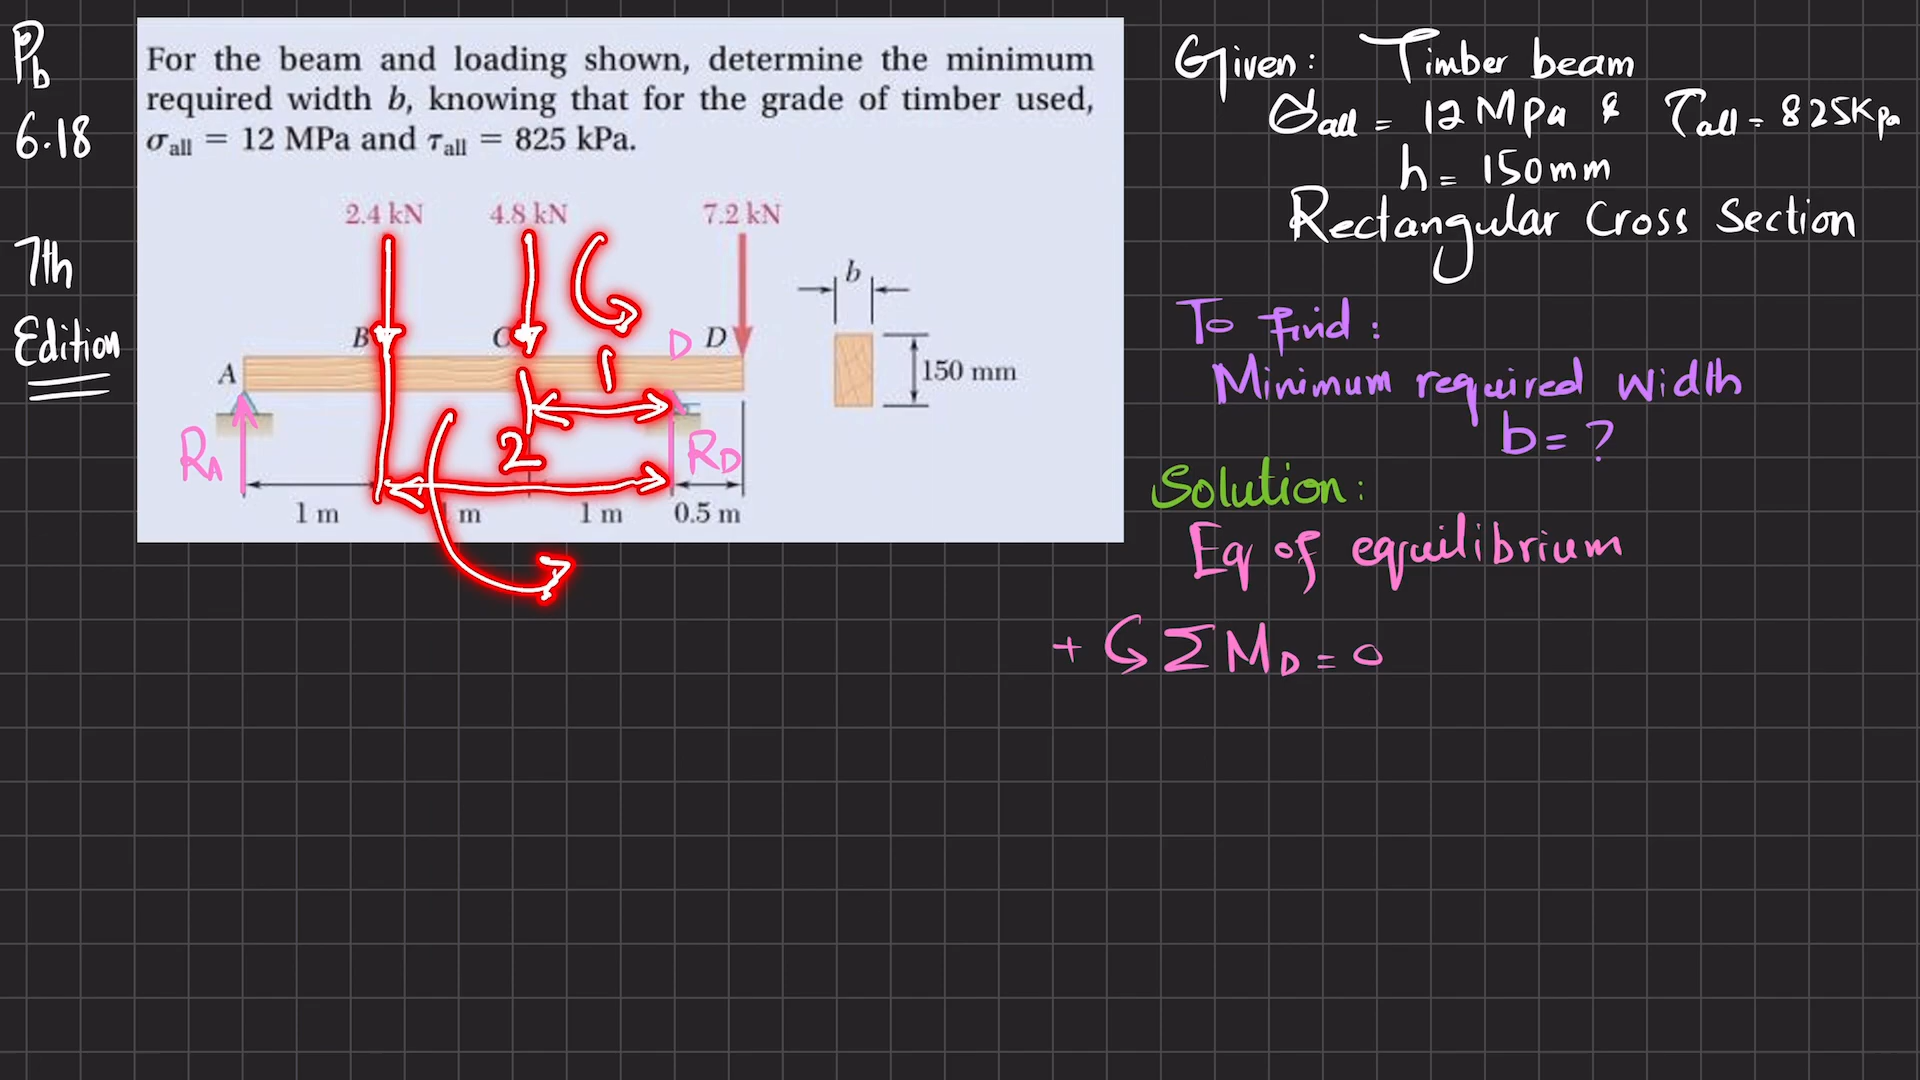 Pb
6.18
7th
Edition
For the beam and loading shown, determine the minimum
required width b, knowing that for the grade of timber used,
σall = 12 MPa and τall = 825 kPa.
2.4 kN 4.8 kN 7.2 kN
b
B C D D
1
A
150 mm
RA 2 RD
1 m m 1 m 0.5 m
Given: Timber beam
σall = 12 MPa & τall = 825 KPa
h = 150mm
Rectangular Cross Section
To find:
Minimum required width
b = ?
Solution:
Eq of equilibrium
+ ↺ Σ MD = 0